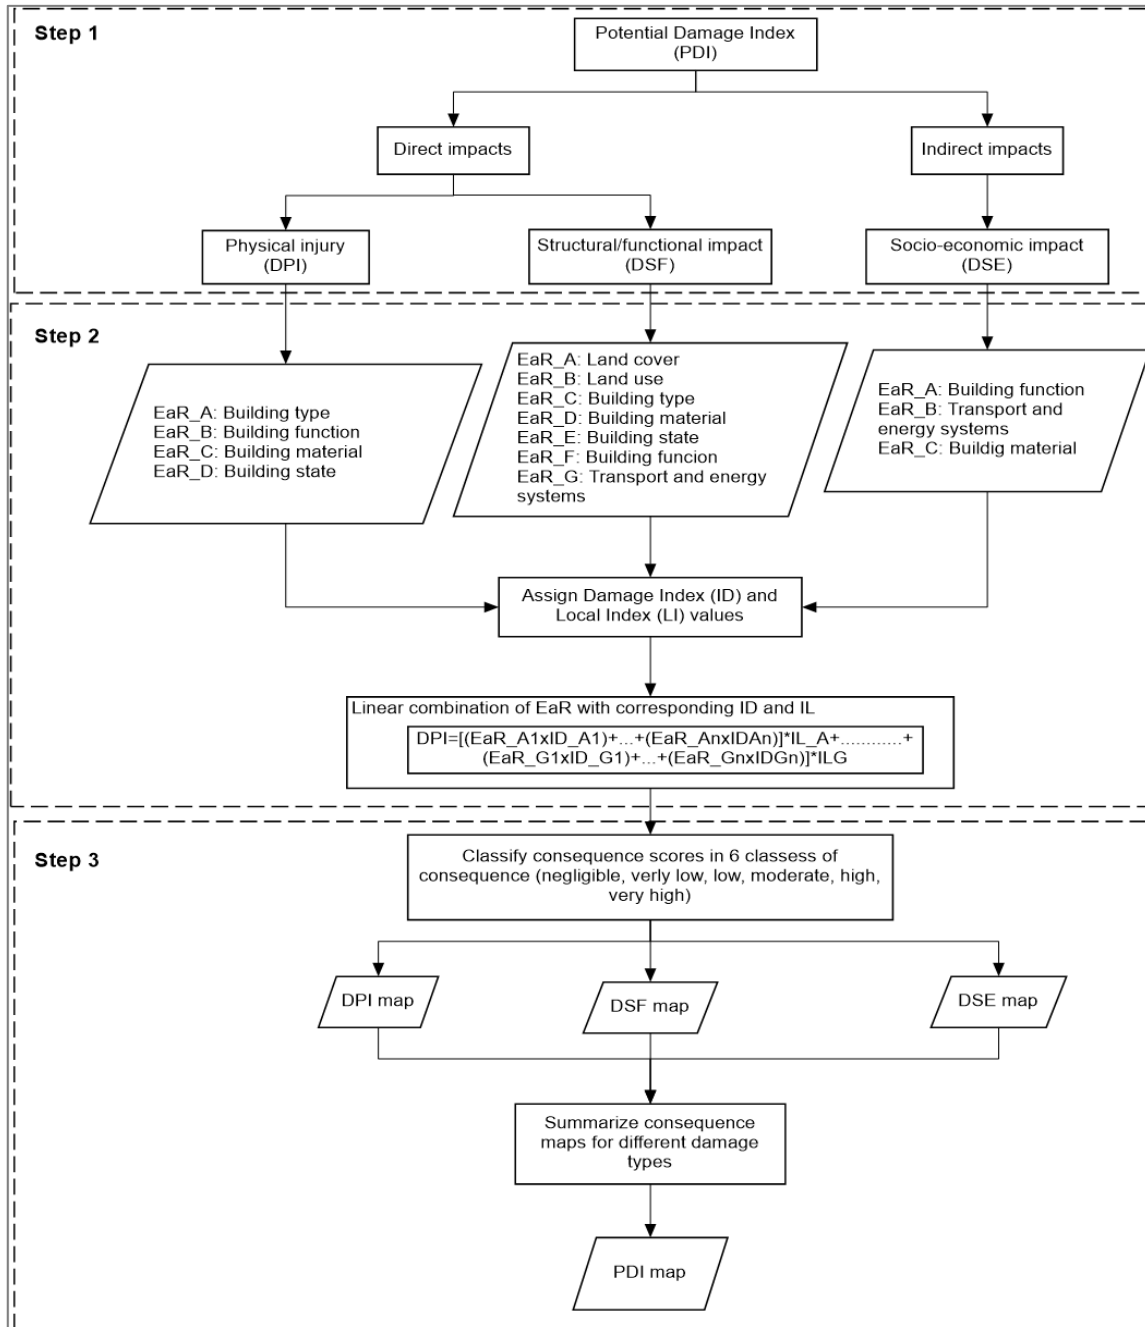 Step 1
Potential Damage Index
(PDI)
Direct impacts
Indirect impacts
Physical injury
(DPI)
Structural/functional impact
(DSF)
Socio-economic impact
(DSE)
Step 2
EaR_A: Building type
EaR_B: Building function
EaR_C: Building material
EaR_D: Building state
EaR_A: Land cover
EaR_B: Land use
EaR_C: Building type
EaR_D: Building material
EaR_E: Building state
EaR_F: Building funcion
EaR_G: Transport and energy
systems
EaR_A: Building function
EaR_B: Transport and
energy systems
EaR_C: Buildig material
Assign Damage Index (ID) and
Local Index (LI) values
Linear combination of EaR with corresponding ID and IL
DPI=[(EaR_A1xID_A1)+...+(EaR_AnxIDAn)]*IL_A+............+
(EaR_G1xID_G1)+...+(EaR_GnxIDGn)]*ILG
Step 3
Classify consequence scores in 6 classess of
consequence (negligible, verly low, low, moderate, high,
very high)
DPI map
DSF map
DSE map
Summarize consequence
maps for different damage
types
PDI map